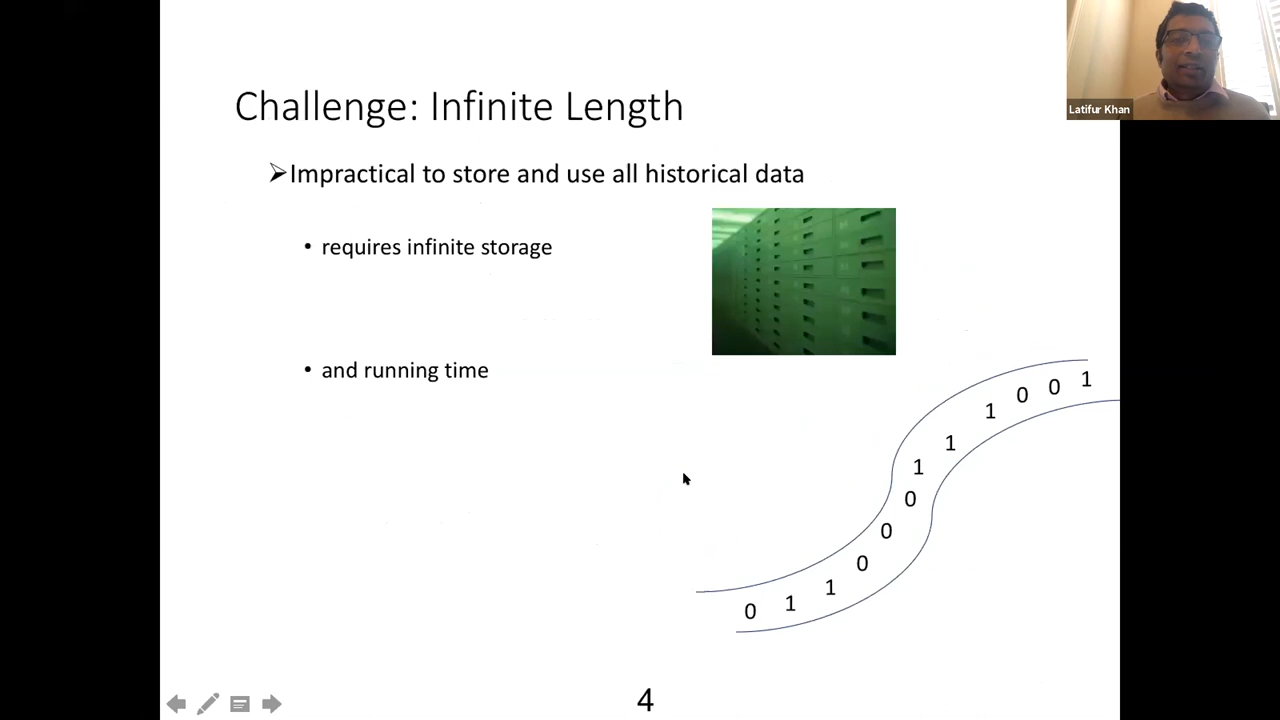 Latifur Khan
Challenge: Infinite Length
➢Impractical to store and use all historical data
• requires infinite storage
• and running time
0 1 1 0 0 0 1 1 1 0 0 1
4